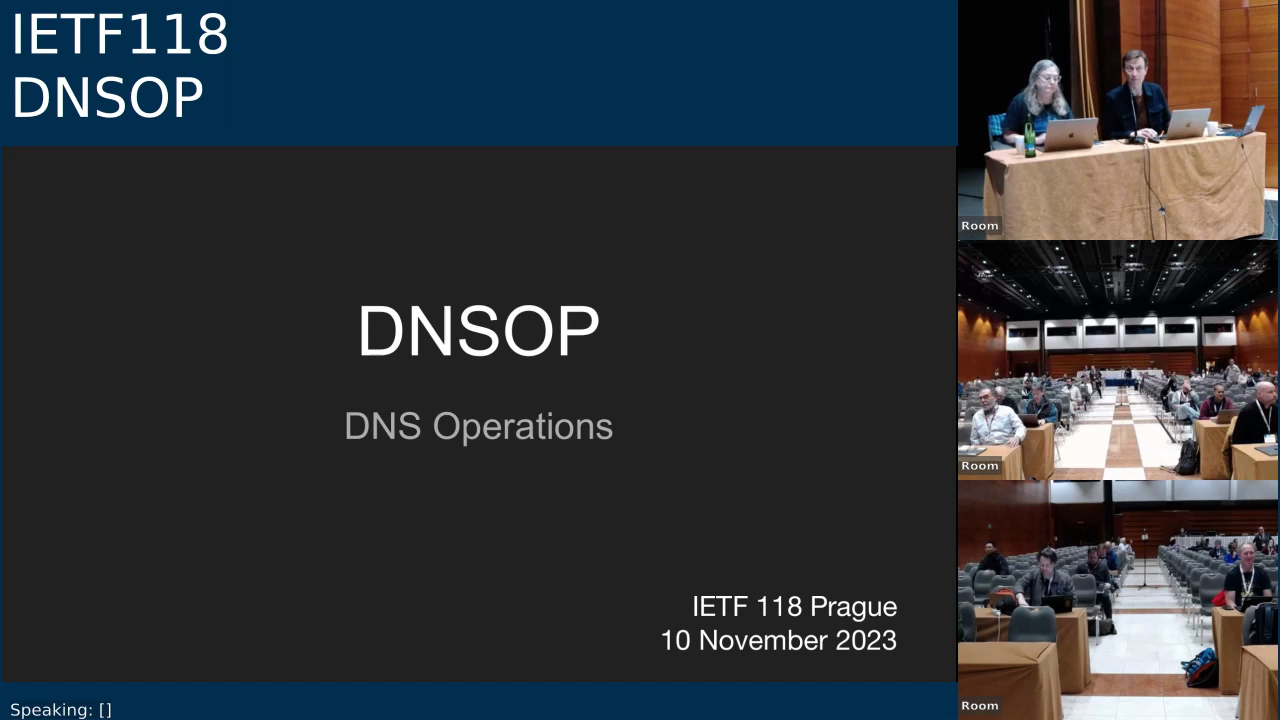 IETF118
DNSOP
DNSOP
DNS Operations
IETF 118 Prague
10 November 2023
Speaking: []
Room
Room
Room